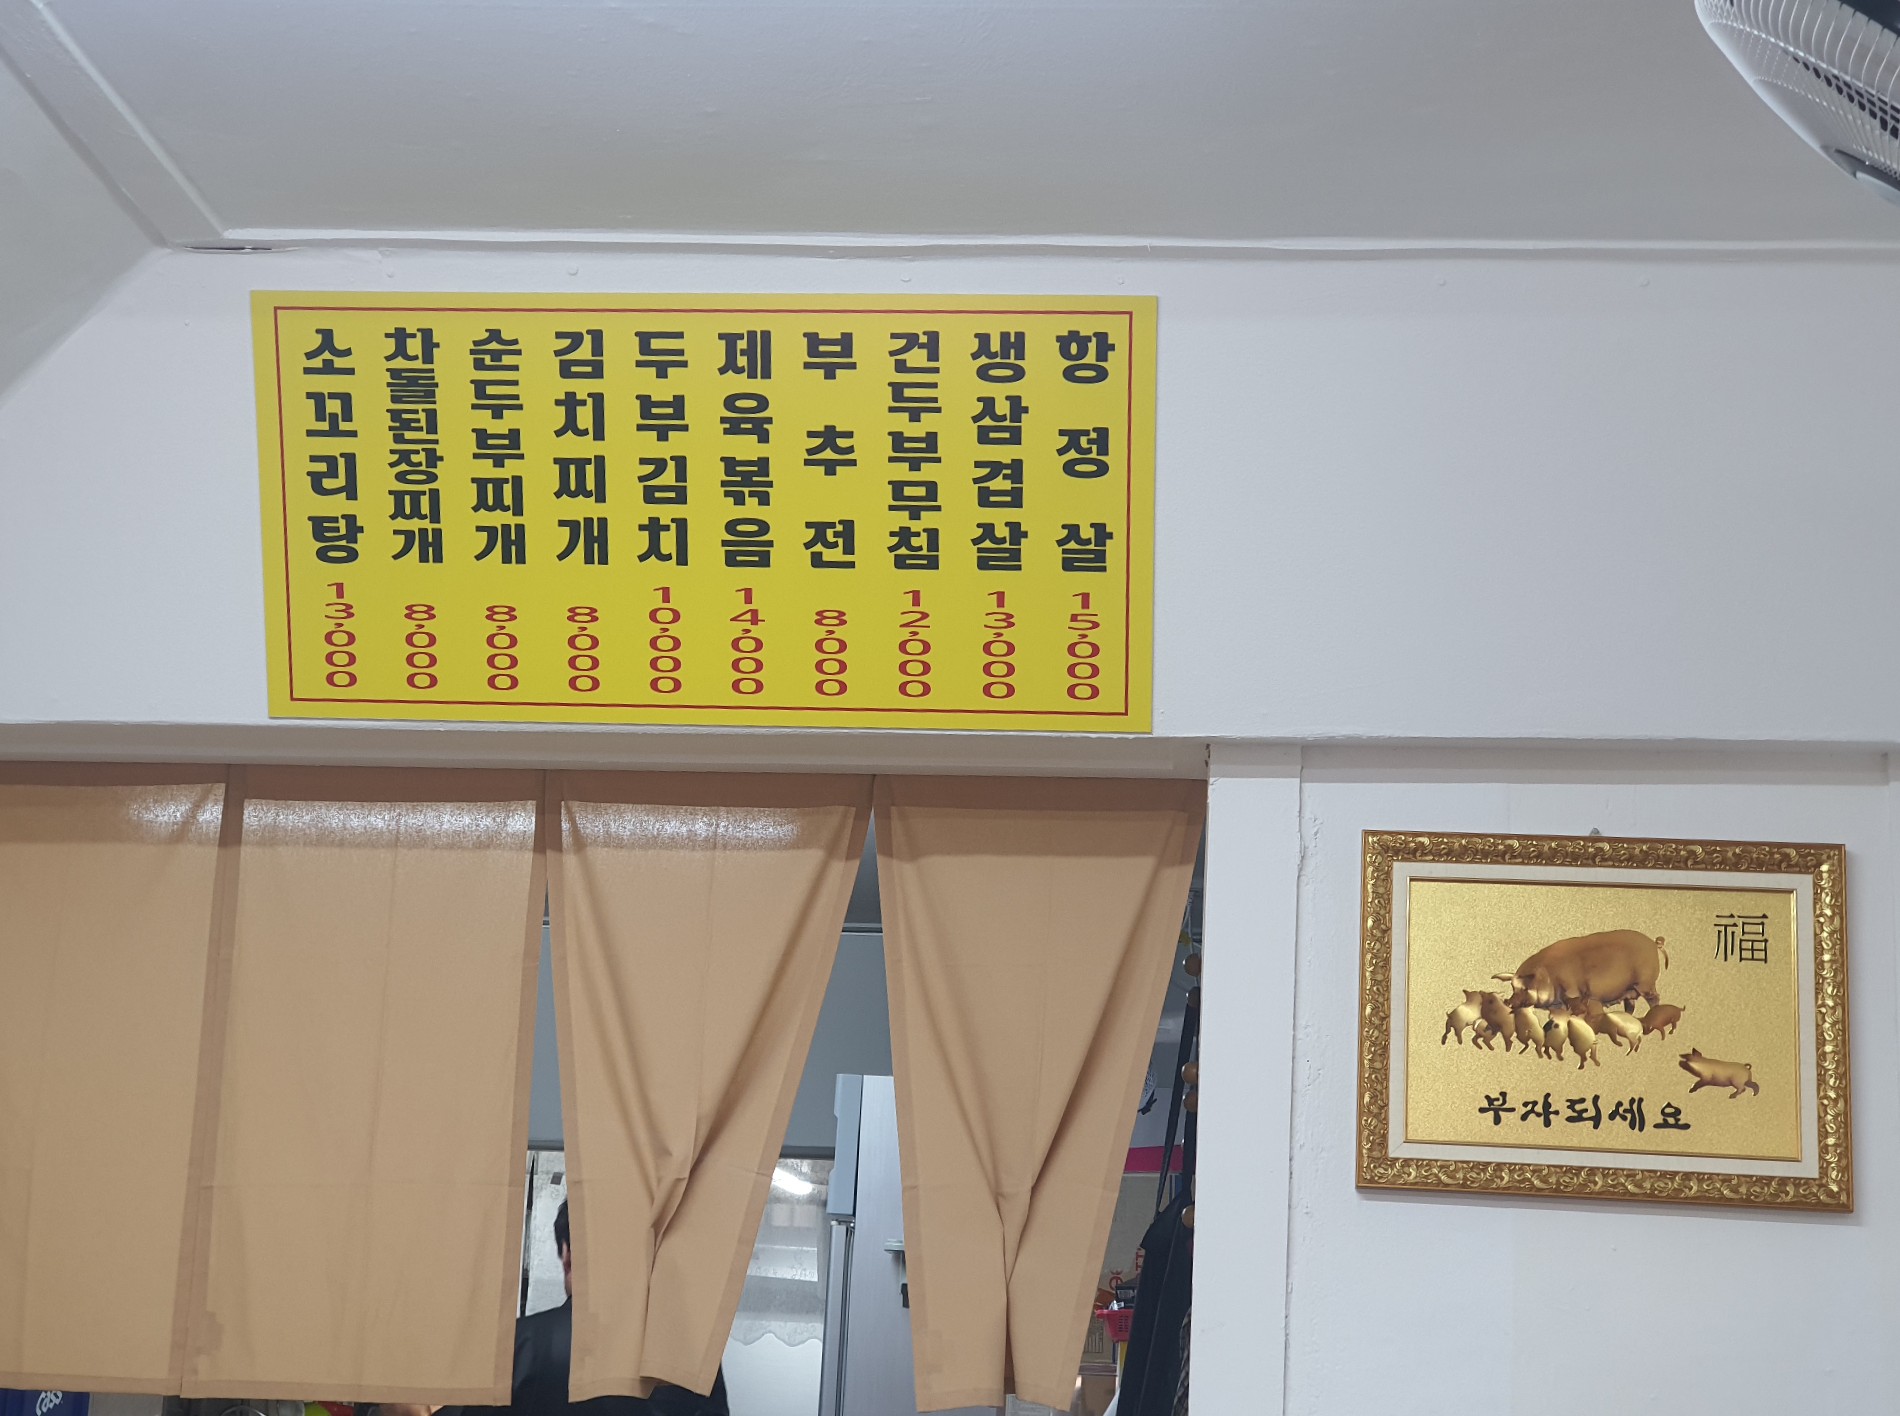 소꼬리탕 13,000
차돌된장찌개 8,000
순두부찌개 8,000
김치찌개 8,000
두부김치 10,000
제육볶음 14,000
부추전 8,000
건두부무침 12,000
생삼겹살 13,000
항정살 15,000
福
부자되세요